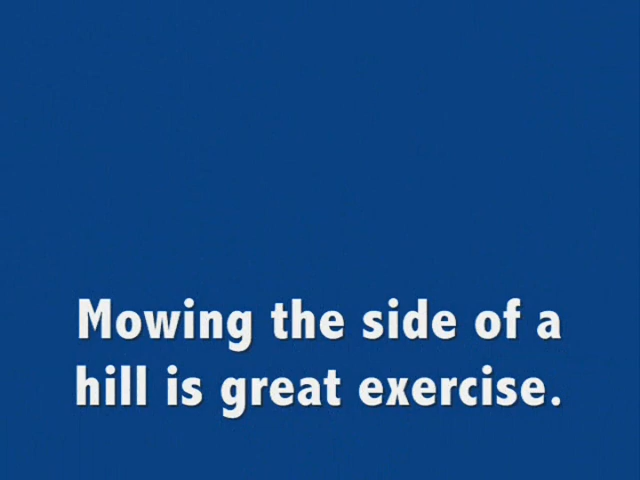 Mowing the side of a
hill is great exercise.